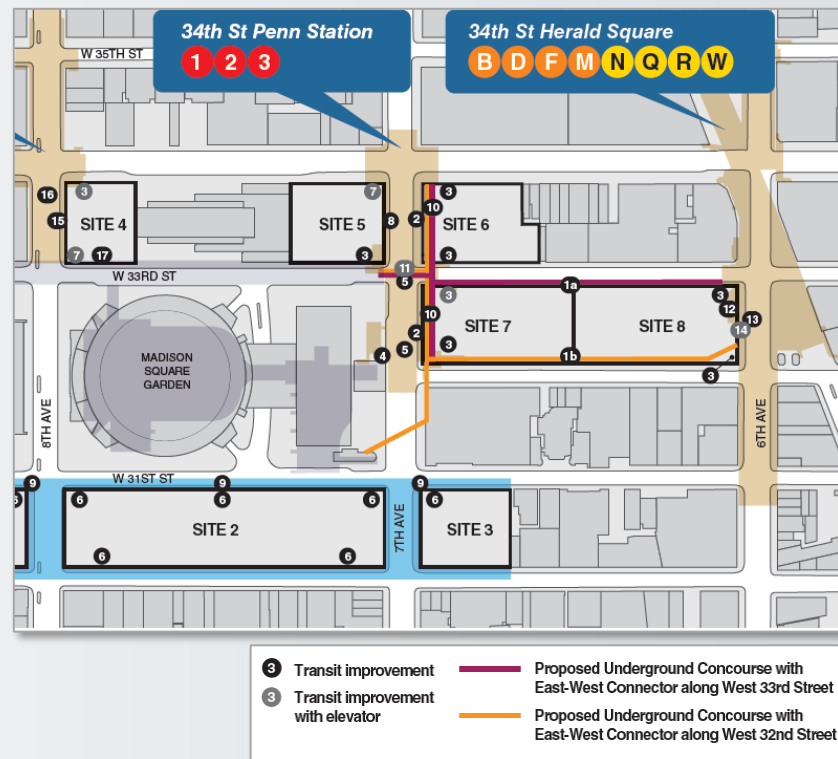 34th St Penn Station
1 2 3
34th St Herald Square
B D F M N Q R W
W 35TH ST
16
3
7
3
15
SITE 4
SITE 5
8
2
10
SITE 6
7
17
3
3
W 33RD ST
11
5
1a
3
3
12
10
SITE 7
SITE 8
13
14
2
3
5
4
1b
3
MADISON
SQUARE
GARDEN
8TH AVE
6TH AVE
W 31ST ST
9
9
9
6
6
6
6
6
SITE 2
7TH AVE
SITE 3
6
6
3 Transit improvement
3 Transit improvement
with elevator
Proposed Underground Concourse with
East-West Connector along West 33rd Street
Proposed Underground Concourse with
East-West Connector along West 32nd Street